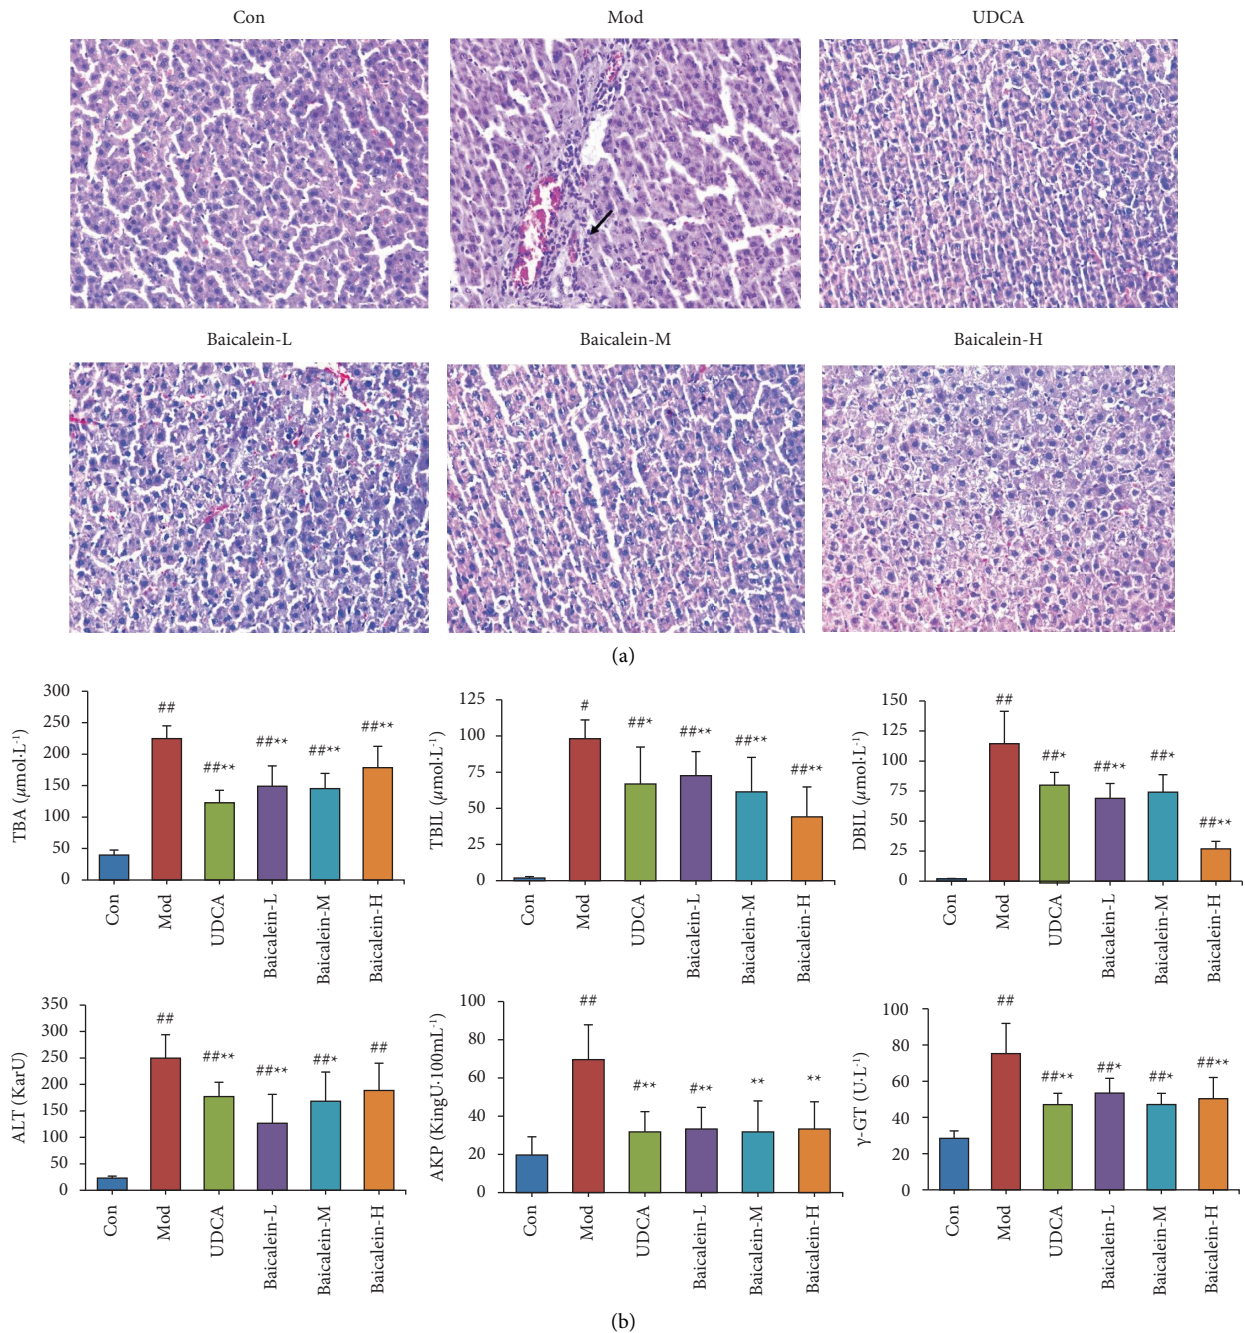 Con Mod UDCA
Baicalein-L Baicalein-M Baicalein-H
(a)
TBA (μmol·L⁻¹)
300
250
200
150
100
50
0
##
##**
##**
##**
##**
Con
Mod
UDCA
Baicalein-L
Baicalein-M
Baicalein-H
TBIL (μmol·L⁻¹)
125
100
75
50
25
0
#
##*
##**
##**
##**
Con
Mod
UDCA
Baicalein-L
Baicalein-M
Baicalein-H
DBIL (μmol·L⁻¹)
150
125
100
75
50
25
0
##
##*
##**
##*
##**
Con
Mod
UDCA
Baicalein-L
Baicalein-M
Baicalein-H
ALT (KarU)
350
300
250
200
150
100
50
0
##
##**
##**
##*
##
Con
Mod
UDCA
Baicalein-L
Baicalein-M
Baicalein-H
AKP (KingU·100mL⁻¹)
100
80
60
40
20
0
##
#**
#**
**
**
Con
Mod
UDCA
Baicalein-L
Baicalein-M
Baicalein-H
γ-GT (U·L⁻¹)
100
80
60
40
20
0
##
##**
##*
##*
##**
Con
Mod
UDCA
Baicalein-L
Baicalein-M
Baicalein-H
(b)